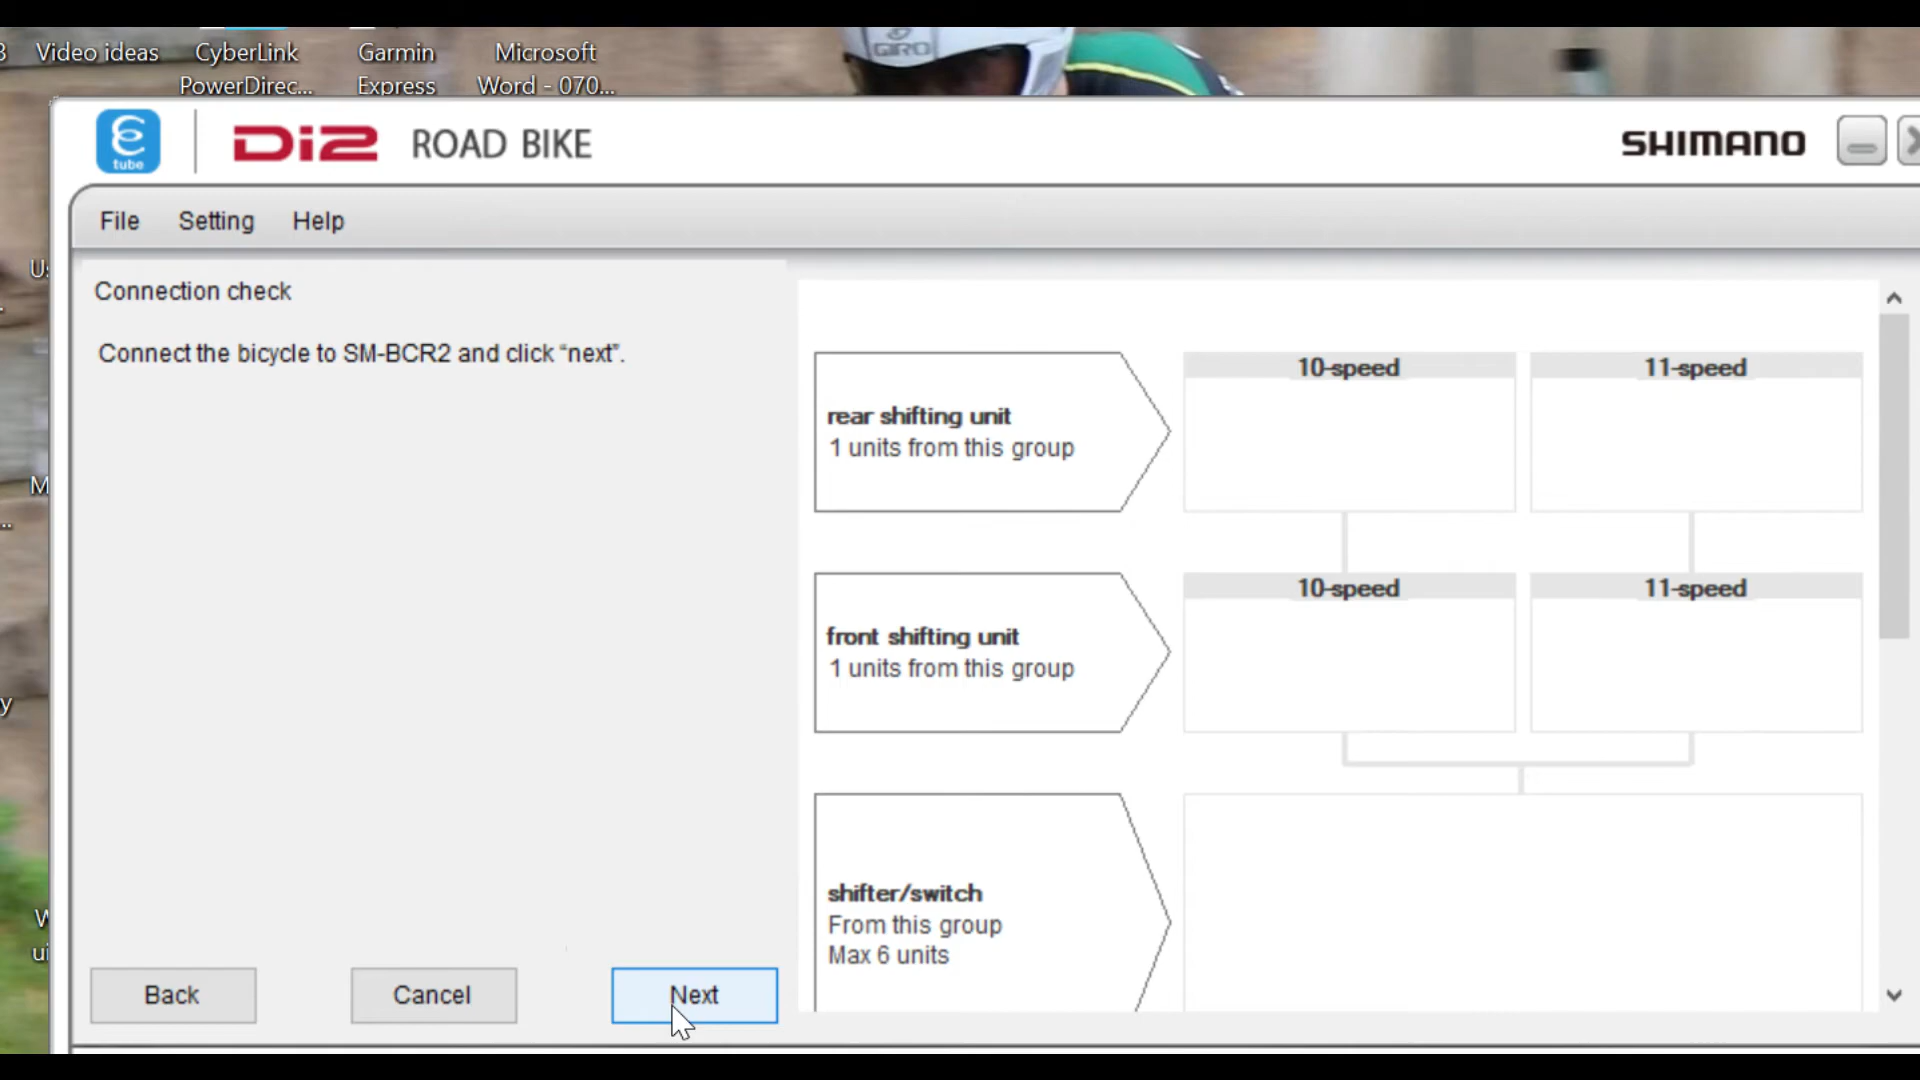 Video ideas
CyberLink
PowerDirec...
Garmin
Express
Microsoft
Word - 070...
GIRO
e
tube
Di2
ROAD BIKE
SHIMANO
File
Setting
Help
Connection check
Connect the bicycle to SM-BCR2 and click “next”.
rear shifting unit
1 units from this group
10-speed
11-speed
front shifting unit
1 units from this group
10-speed
11-speed
shifter/switch
From this group
Max 6 units
Back
Cancel
Next